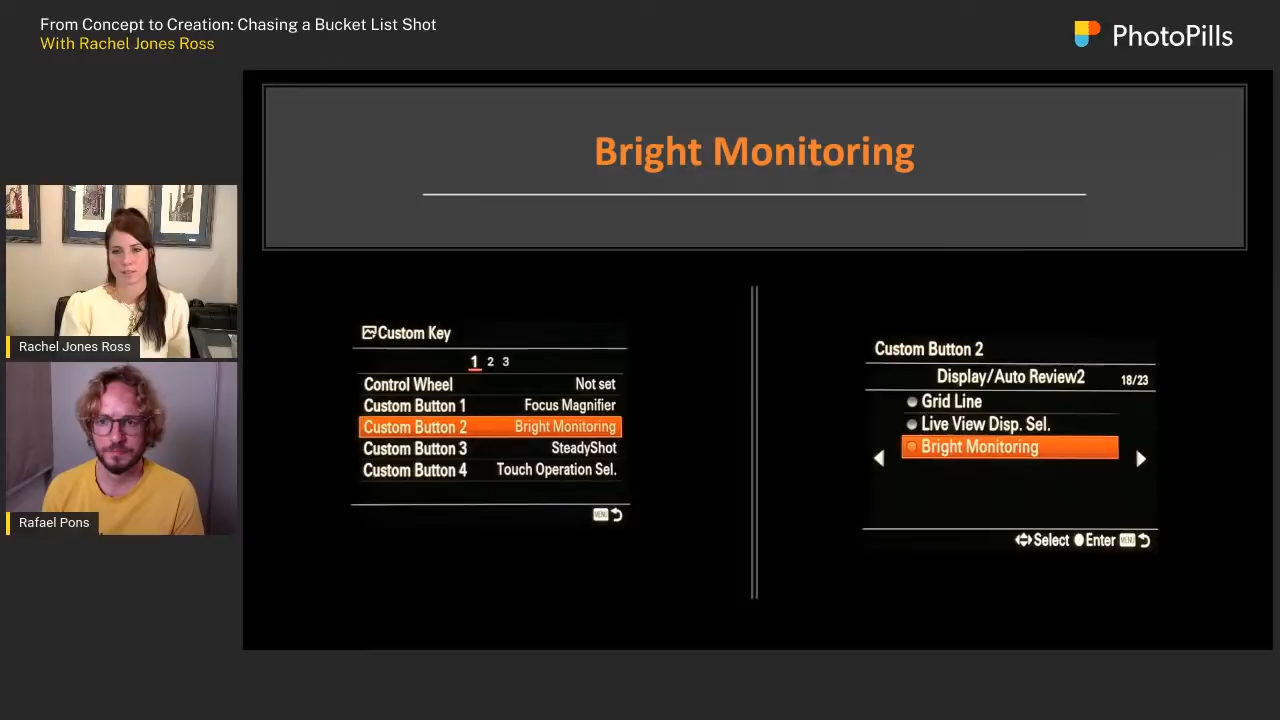 From Concept to Creation: Chasing a Bucket List Shot
With Rachel Jones Ross
PhotoPills
Bright Monitoring
Rachel Jones Ross
Rafael Pons
Custom Key
1 2 3
Control Wheel Not set
Custom Button 1 Focus Magnifier
Custom Button 2 Bright Monitoring
Custom Button 3 SteadyShot
Custom Button 4 Touch Operation Sel.
MENU
Custom Button 2
Display/Auto Review2 18/23
Grid Line
Live View Disp. Sel.
Bright Monitoring
Select Enter MENU